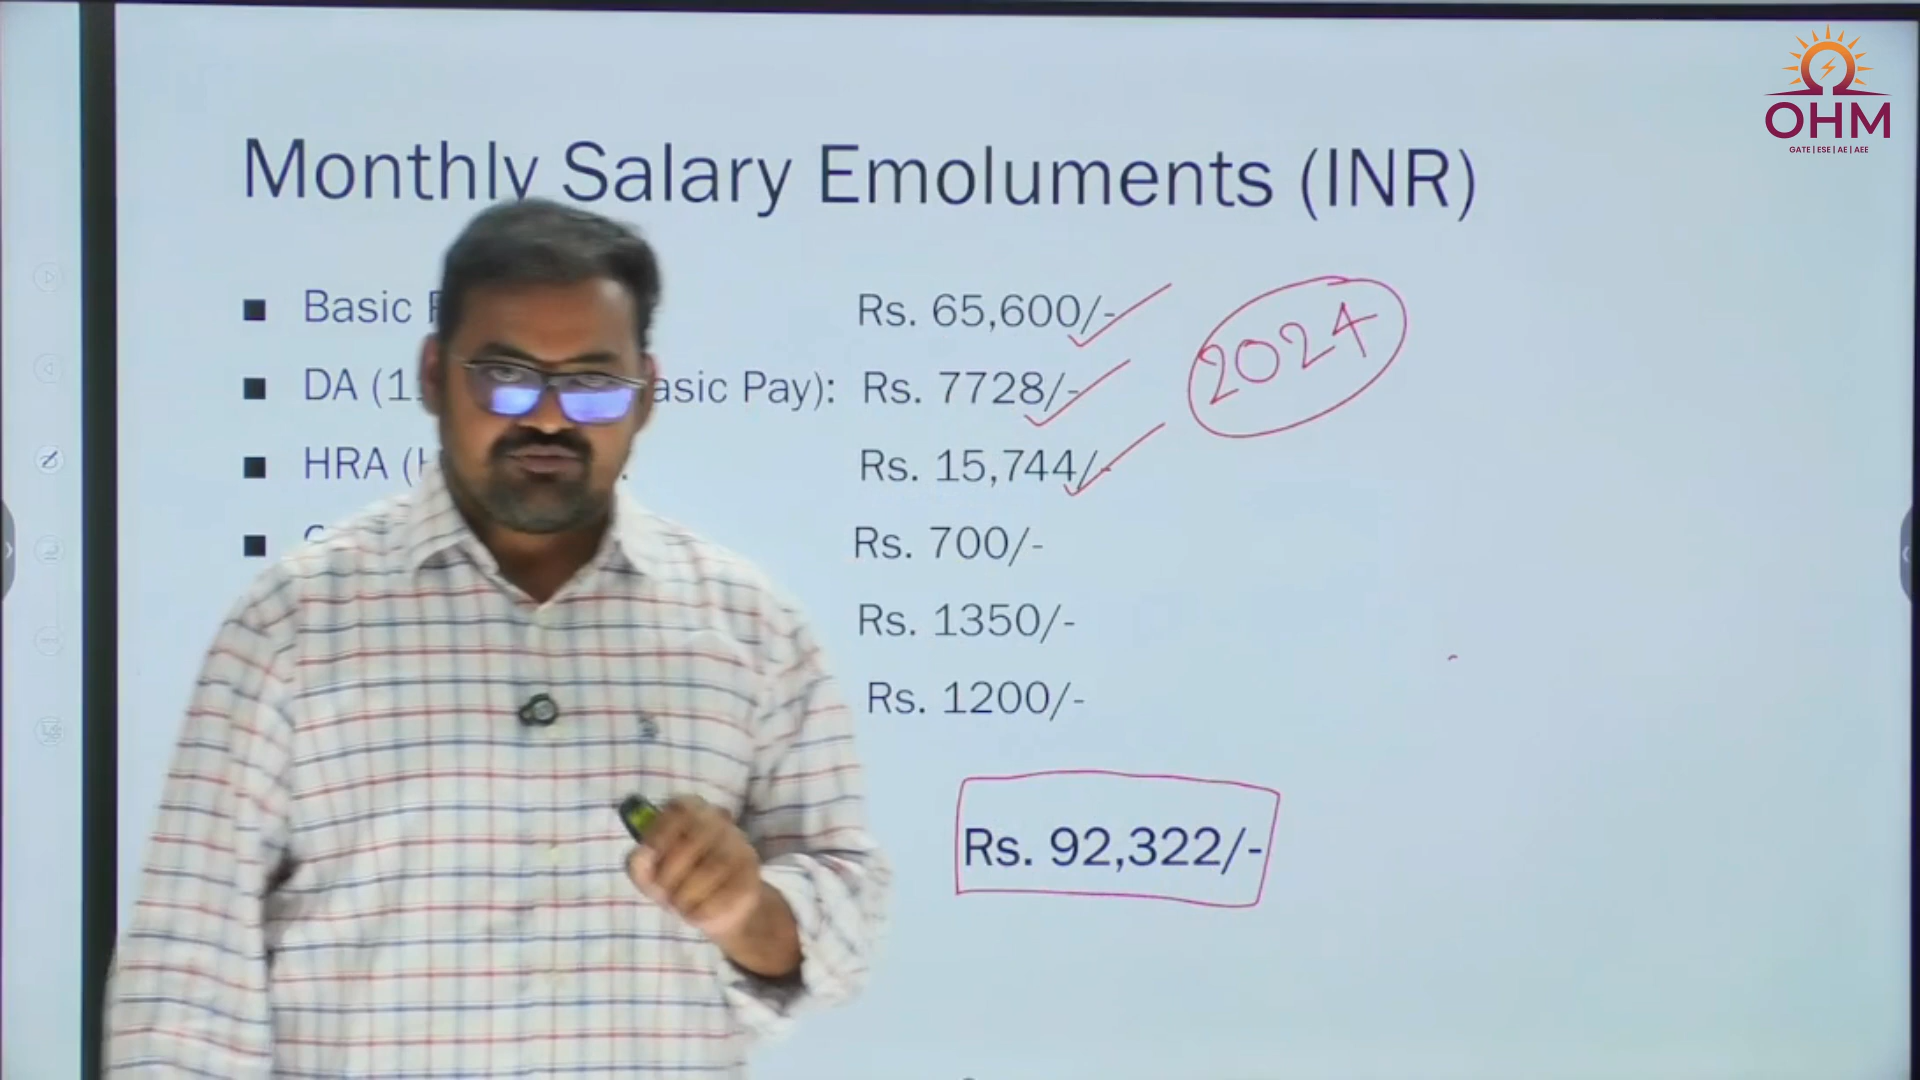 OHM
GATE | ESE | AE | AEE
Monthly Salary Emoluments (INR)
Basic Rs. 65,600/-
2024
DA (1 asic Pay): Rs. 7728/-
HRA ( Rs. 15,744/-
Rs. 700/-
Rs. 1350/-
Rs. 1200/-
Rs. 92,322/-